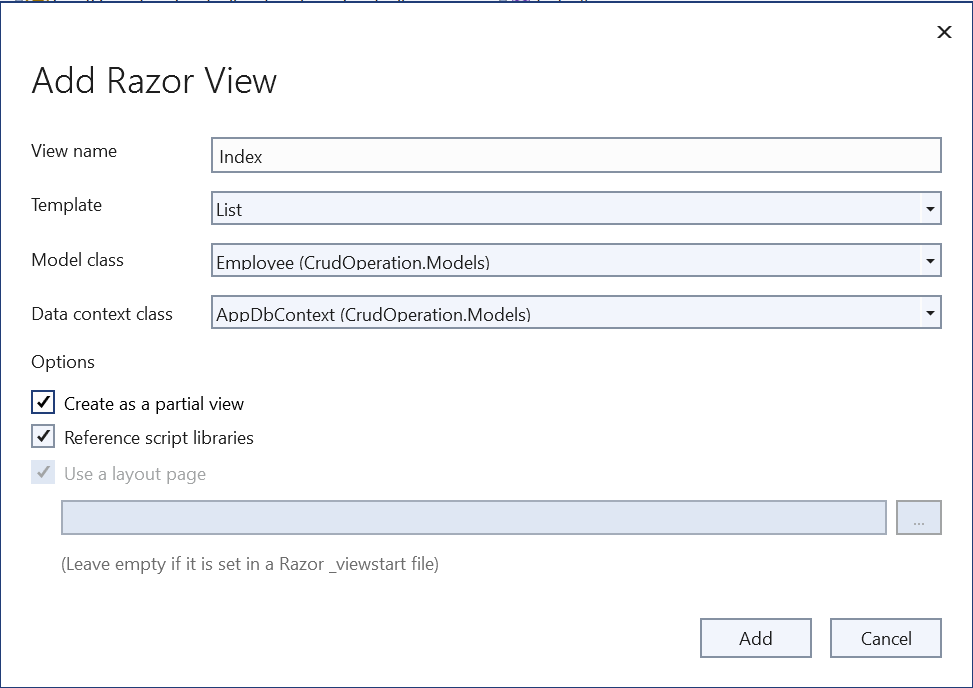 Add Razor View
View name
Index
Template
List
Model class
Employee (CrudOperation.Models)
Data context class
AppDbContext (CrudOperation.Models)
Options
Create as a partial view
Reference script libraries
Use a layout page
...
(Leave empty if it is set in a Razor _viewstart file)
Add
Cancel